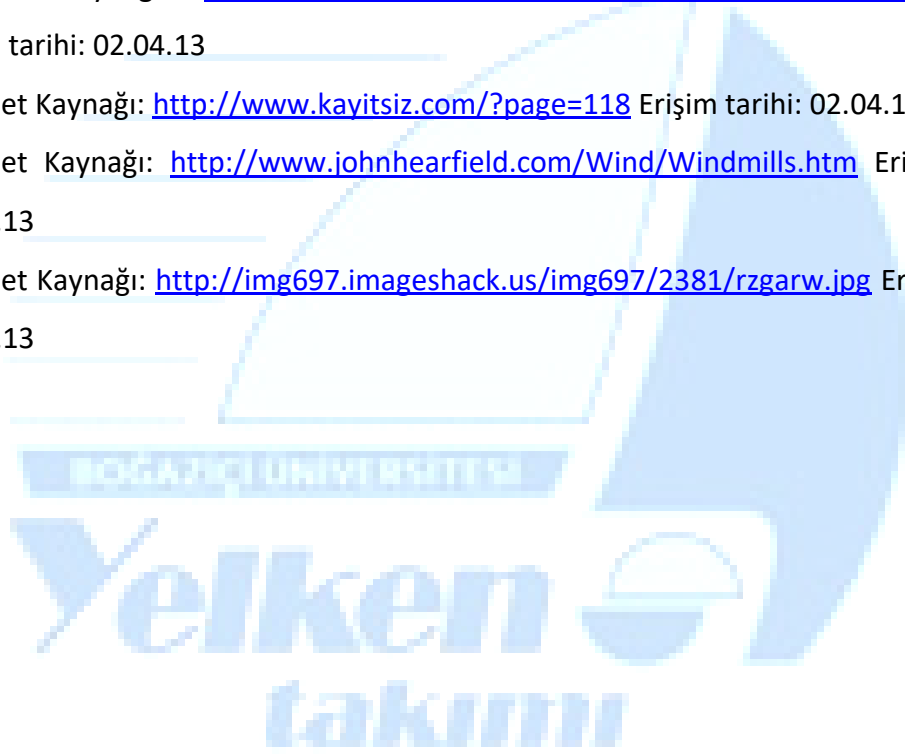 tarihi: 02.04.13
et Kaynağı: http://www.kayitsiz.com/?page=118 Erişim tarihi: 02.04.1
et Kaynağı: http://www.johnhearfield.com/Wind/Windmills.htm Eri
.13
et Kaynağı: http://img697.imageshack.us/img697/2381/rzgarw.jpg Er
.13
BOĞAZİÇİ ÜNİVERSİTESİ
Yelken
takımı